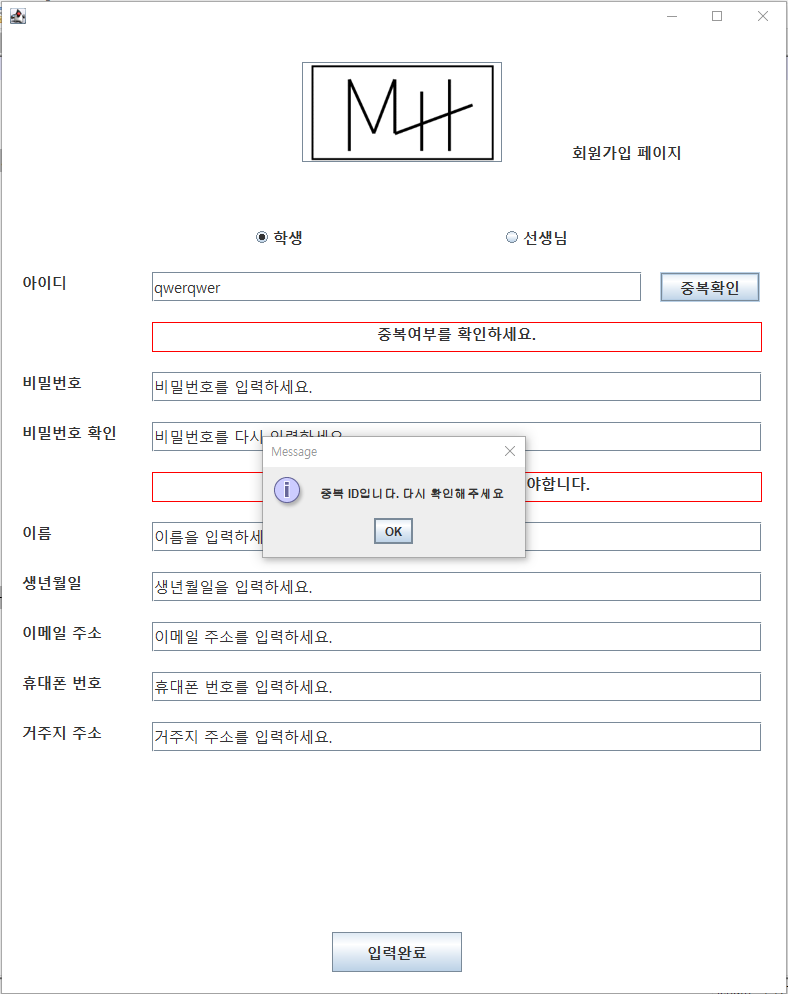 MH
회원가입 페이지
학생 선생님
아이디 qwerqwer 중복확인
중복여부를 확인하세요.
비밀번호 비밀번호를 입력하세요.
비밀번호 확인 비밀번호를 다시
Message
야합니다.
중복 ID입니다. 다시 확인해주세요
OK
이름 이름을 입력하세
생년월일 생년월일을 입력하세요.
이메일 주소 이메일 주소를 입력하세요.
휴대폰 번호 휴대폰 번호를 입력하세요.
거주지 주소 거주지 주소를 입력하세요.
입력완료